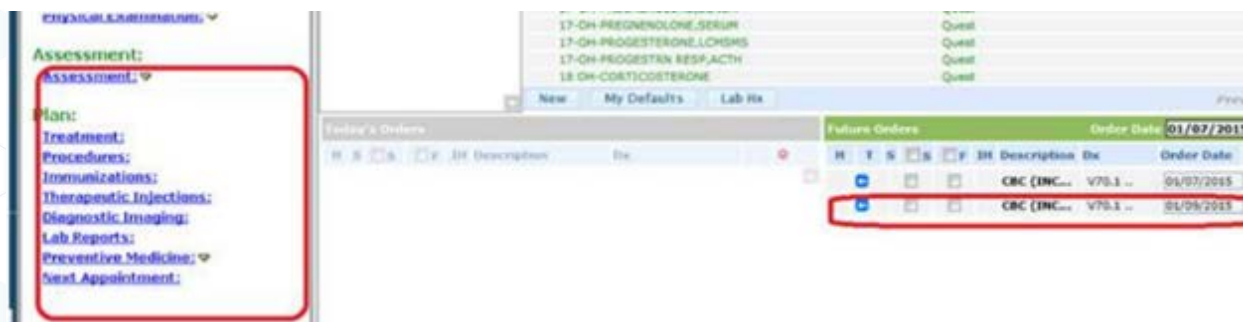 Physical Examination:
Assessment:
Assessment:
Plan:
Treatment:
Procedures:
Immunizations:
Therapeutic Injections:
Diagnostic Imaging:
Lab Reports:
Preventive Medicine:
Next Appointment:
17-OH-PREGNENOLONE,SERUM Quest
17-OH-PROGESTERONE,LCMSMS Quest
17-OH-PROGESTRN RESP,ACTH Quest
18 OH-CORTICOSTERONE Quest
New My Defaults Lab Hx
Today's Orders
H S S F IH Description Dx
Future Orders Order Date 01/07/2015
H T S S F IH Description Dx Order Date
CBC (INC... V70.1 .. 01/07/2015
CBC (INC... V70.1 .. 01/09/2015